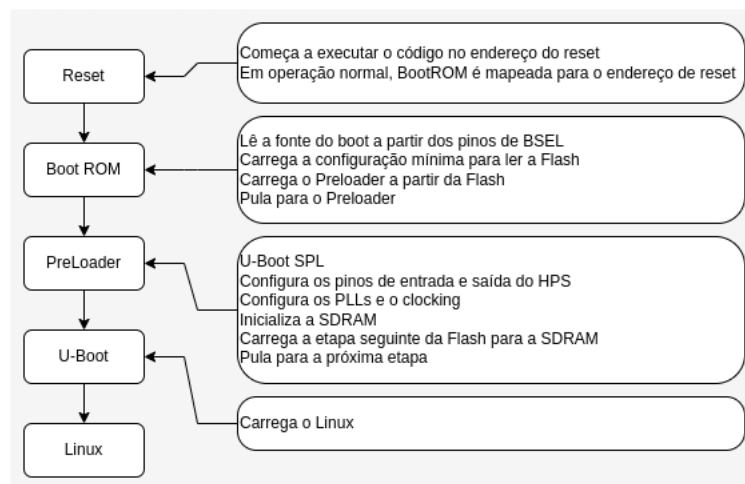 Reset
Começa a executar o código no endereço do reset
Em operação normal, BootROM é mapeada para o endereço de reset
Boot ROM
Lê a fonte do boot a partir dos pinos de BSEL
Carrega a configuração mínima para ler a Flash
Carrega o Preloader a partir da Flash
Pula para o Preloader
PreLoader
U-Boot SPL
Configura os pinos de entrada e saída do HPS
Configura os PLLs e o clocking
Inicializa a SDRAM
Carrega a etapa seguinte da Flash para a SDRAM
Pula para a próxima etapa
U-Boot
Carrega o Linux
Linux